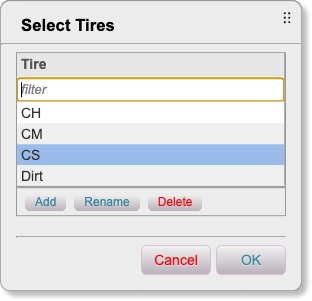 Select Tires
Tire
filter
CH
CM
CS
Dirt
Add Rename Delete
Cancel OK